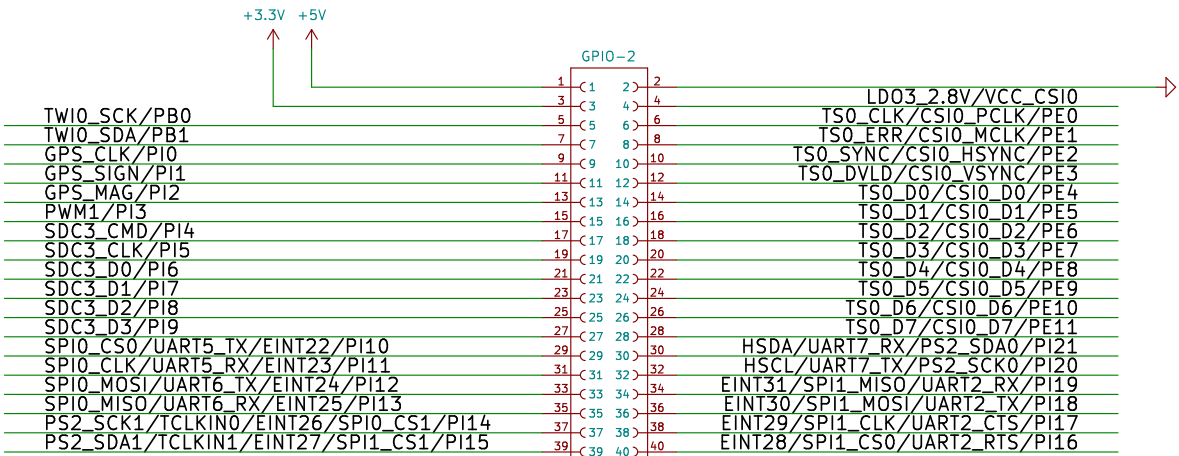 +3.3V +5V
GPIO-2
1 1 2 2
LDO3_2.8V/VCC_CSI0
3 3 4 4
TWI0_SCK/PB0 5 5 6 6 TS0_CLK/CSI0_PCLK/PE0
TWI0_SDA/PB1 7 7 8 8 TS0_ERR/CSI0_MCLK/PE1
GPS_CLK/PI0 9 9 10 10 TS0_SYNC/CSI0_HSYNC/PE2
GPS_SIGN/PI1 11 11 12 12 TS0_DVLD/CSI0_VSYNC/PE3
GPS_MAG/PI2 13 13 14 14 TS0_D0/CSI0_D0/PE4
PWM1/PI3 15 15 16 16 TS0_D1/CSI0_D1/PE5
SDC3_CMD/PI4 17 17 18 18 TS0_D2/CSI0_D2/PE6
SDC3_CLK/PI5 19 19 20 20 TS0_D3/CSI0_D3/PE7
SDC3_D0/PI6 21 21 22 22 TS0_D4/CSI0_D4/PE8
SDC3_D1/PI7 23 23 24 24 TS0_D5/CSI0_D5/PE9
SDC3_D2/PI8 25 25 26 26 TS0_D6/CSI0_D6/PE10
SDC3_D3/PI9 27 27 28 28 TS0_D7/CSI0_D7/PE11
SPI0_CS0/UART5_TX/EINT22/PI10 29 29 30 30 HSDA/UART7_RX/PS2_SDA0/PI21
SPI0_CLK/UART5_RX/EINT23/PI11 31 31 32 32 HSCL/UART7_TX/PS2_SCK0/PI20
SPI0_MOSI/UART6_TX/EINT24/PI12 33 33 34 34 EINT31/SPI1_MISO/UART2_RX/PI19
SPI0_MISO/UART6_RX/EINT25/PI13 35 35 36 36 EINT30/SPI1_MOSI/UART2_TX/PI18
PS2_SCK1/TCLKIN0/EINT26/SPI0_CS1/PI14 37 37 38 38 EINT29/SPI1_CLK/UART2_CTS/PI17
PS2_SDA1/TCLKIN1/EINT27/SPI1_CS1/PI15 39 39 40 40 EINT28/SPI1_CS0/UART2_RTS/PI16